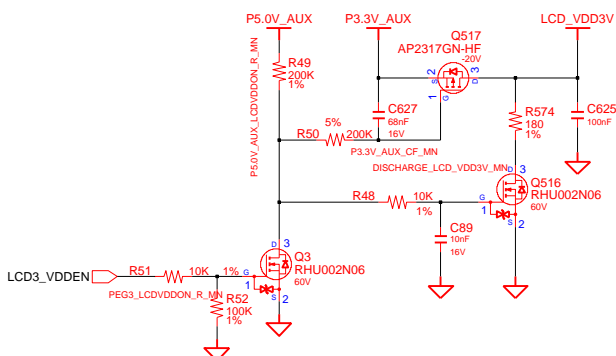 P5.0V_AUX
P3.3V_AUX
LCD_VDD3V
Q517
AP2317GN-HF
-20V
2
S
D
3
1
G
R49
200K
1%
P5.0V_AUX_LCDVDDON_R_MN
C627
68nF
16V
R574
180
1%
C625
100nF
R50
5%
200K
P3.3V_AUX_CF_MN
DISCHARGE_LCD_VDD3V_MN
D
3
Q516
RHU002N06
60V
G
1
S
2
R48
10K
1%
C89
10nF
16V
D
3
Q3
RHU002N06
60V
G
1
S
2
LCD3_VDDEN
R51
10K
1%
PEG3_LCDVDDON_R_MN
R52
100K
1%